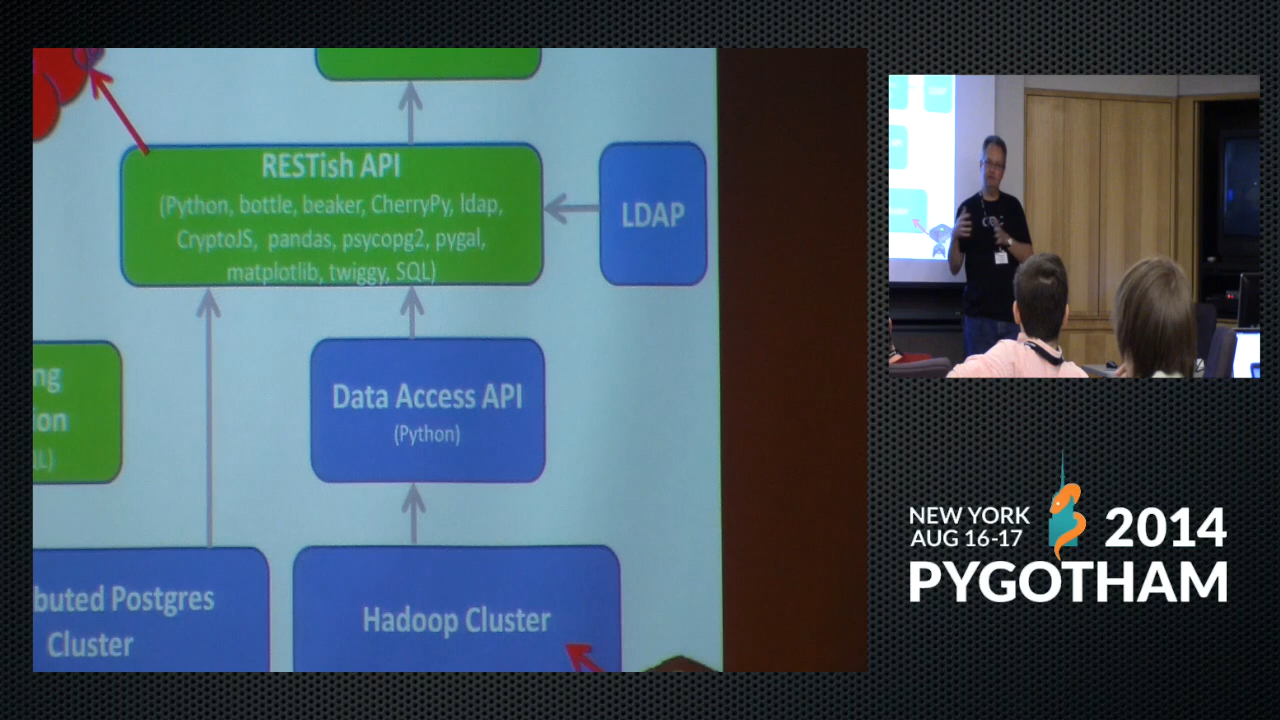 RESTish API
(Python, bottle, beaker, CherryPy, ldap,
CryptoJS, pandas, psycopg2, pygal,
matplotlib, twiggy, SQL)
LDAP
Data Access API
(Python)
Postgres
Cluster
Hadoop Cluster
NEW YORK
AUG 16-17
2014
PYGOTHAM